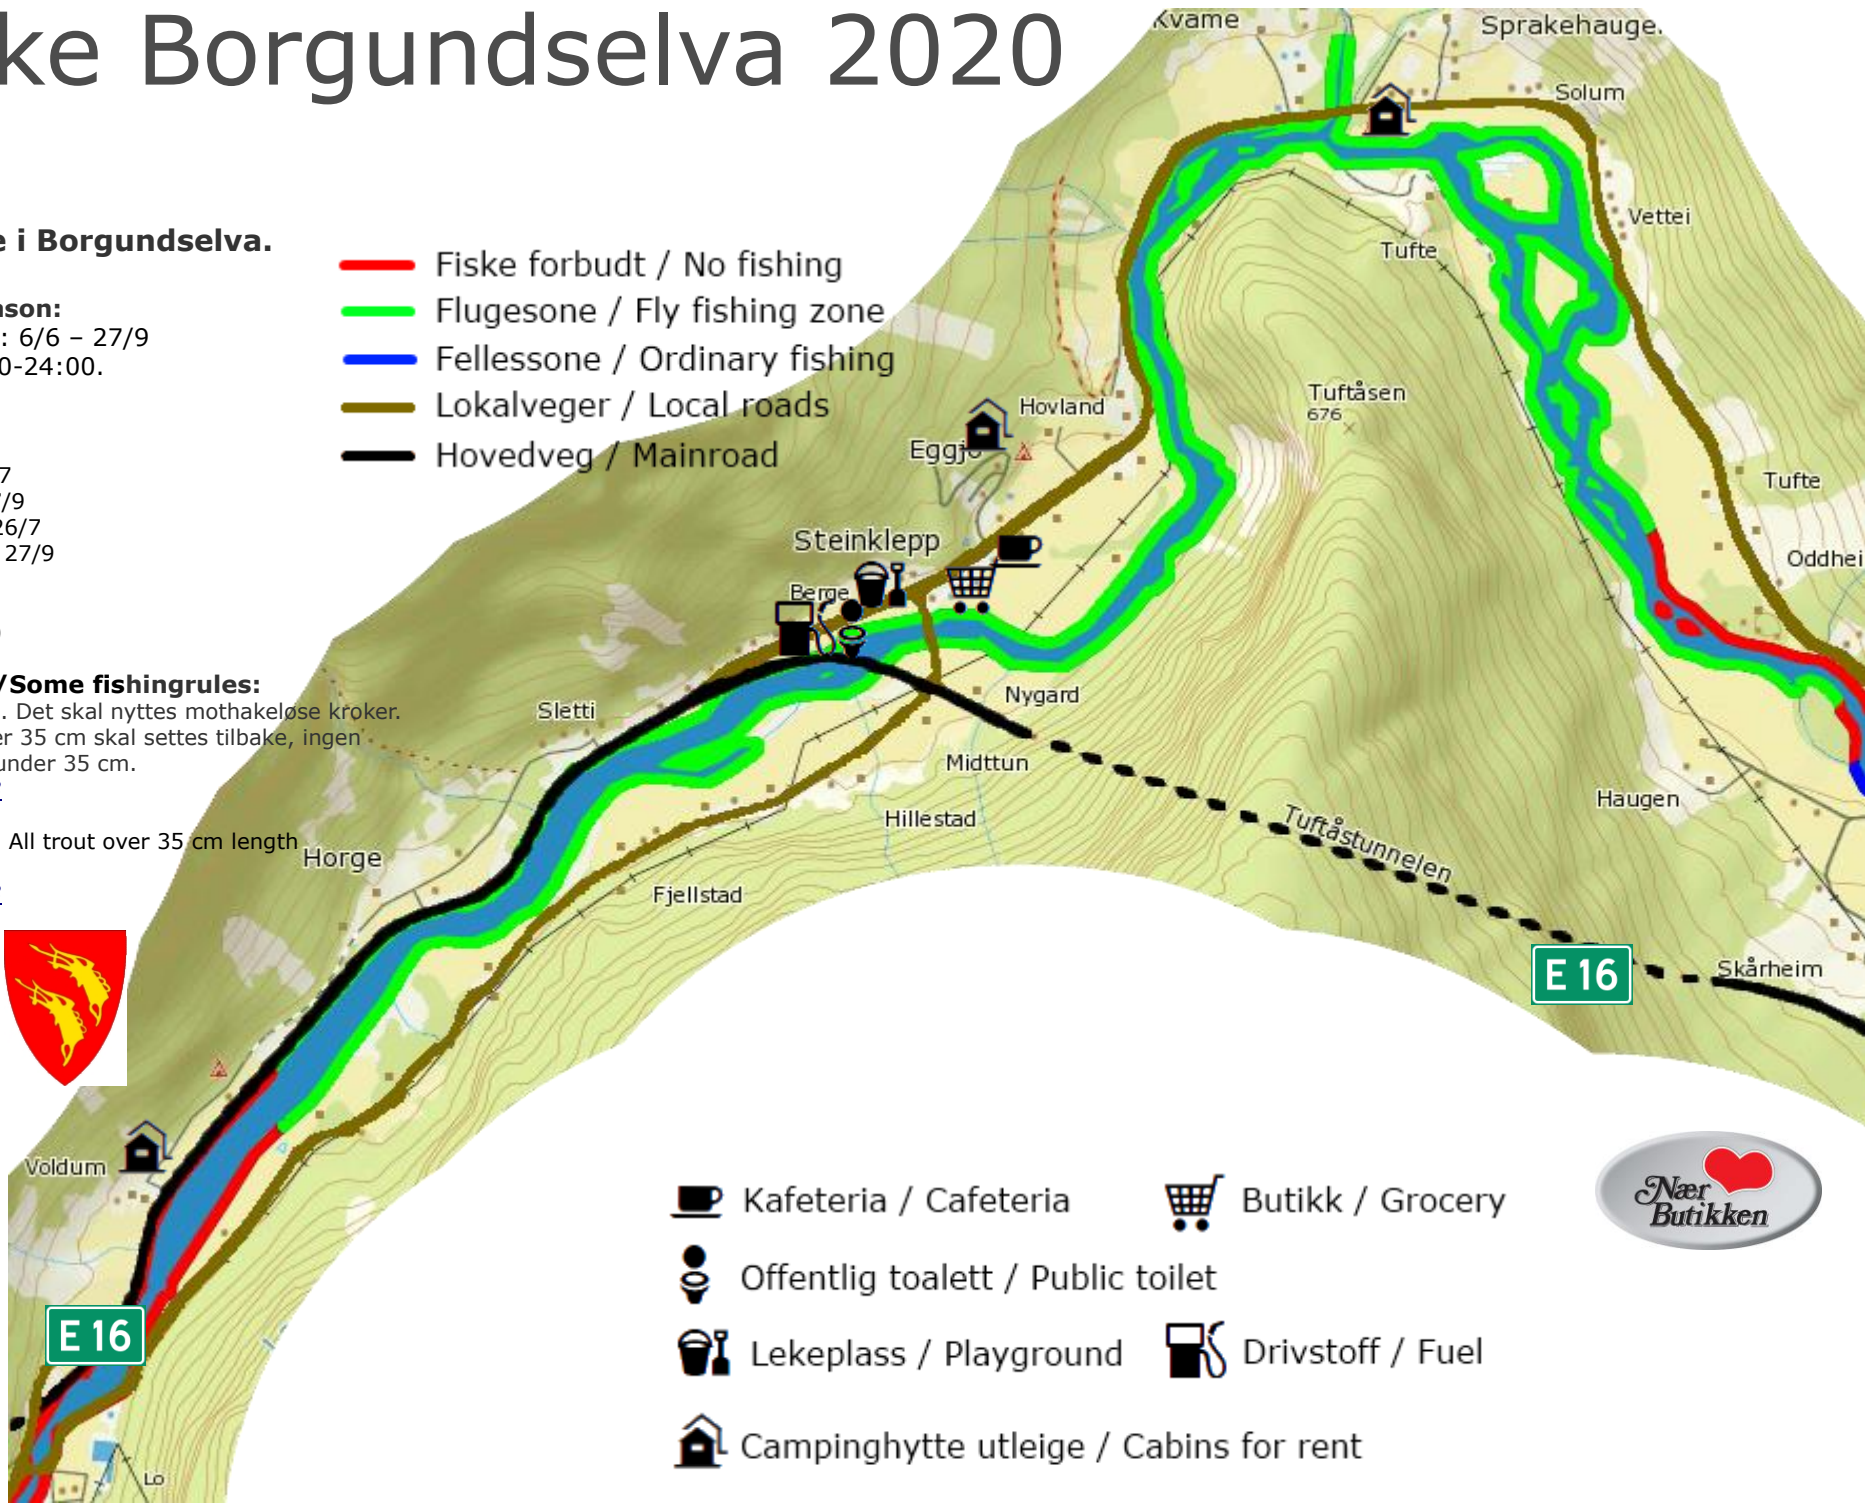 ke Borgundselva 2020
e i Borgundselva.
ason:
: 6/6 – 27/9
0-24:00.
7
/9
26/7
27/9
)
/Some fishingrules:
. Det skal nyttes mothakelose kroker.
er 35 cm skal settes tilbake, ingen
under 35 cm.
All trout over 35 cm length
Fiske forbudt / No fishing
Flugesone / Fly fishing zone
Fellessone / Ordinary fishing
Lokalveger / Local roads
Hovedveg / Mainroad
Kvame
Sprakehauge
Solum
Vettei
Tufte
Tuftåsen
676
Hovland
Eggjo
Tufte
Steinklepp
Oddhei
Berge
Nygard
Sletti
Midttun
Haugen
Hillestad
Tuftåstunnelen
Horge
Fjellstad
E 16
Skårheim
Voldum
E 16
Lo
Kafeteria / Cafeteria
Butikk / Grocery
Nær
Butikken
Offentlig toalett / Public toilet
Lekeplass / Playground
Drivstoff / Fuel
Campinghytte utleige / Cabins for rent